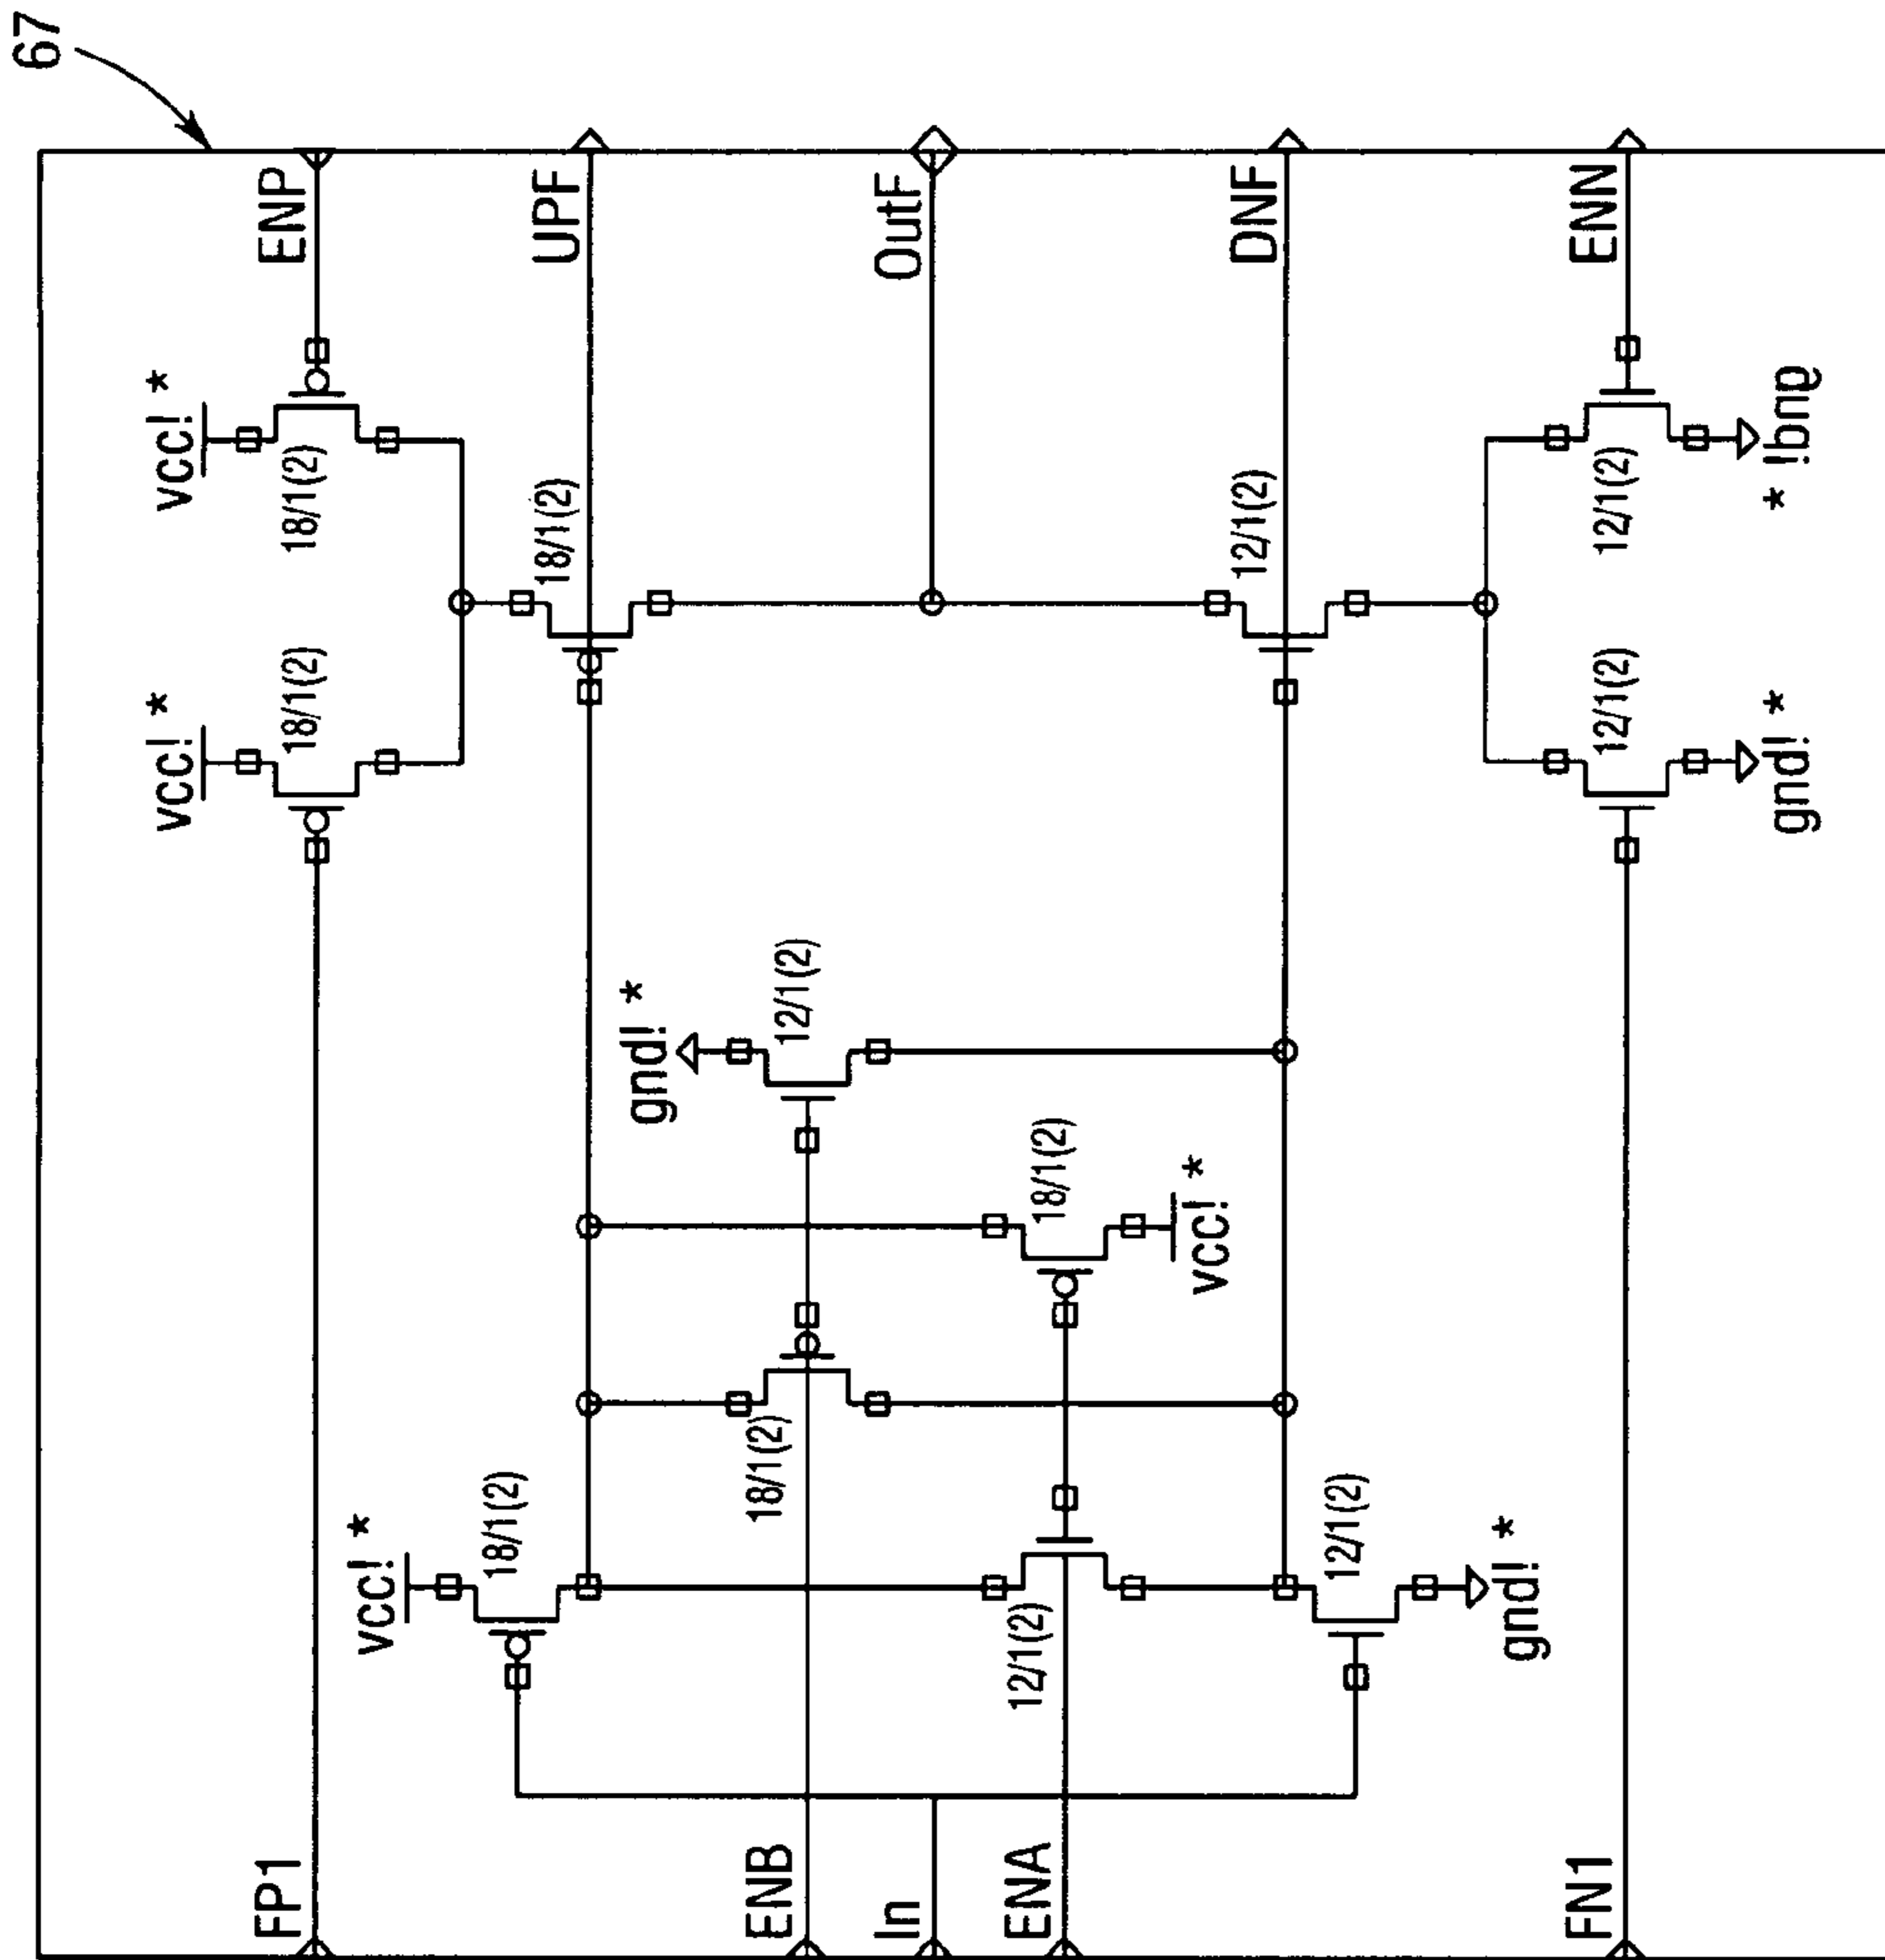 67
ENP
UPF
OutF
DNF
ENN
vcc! *
18/1(2)
18/1(2)
12/1(2)
12/1(2)
gnd! *
vcc! *
18/1(2)
12/1(2)
gnd! *
gnd! *
12/1(2)
18/1(2)
vcc! *
18/1(2)
vcc! *
18/1(2)
12/1(2)
12/1(2)
gnd! *
FP1
ENB
In
ENA
FN1